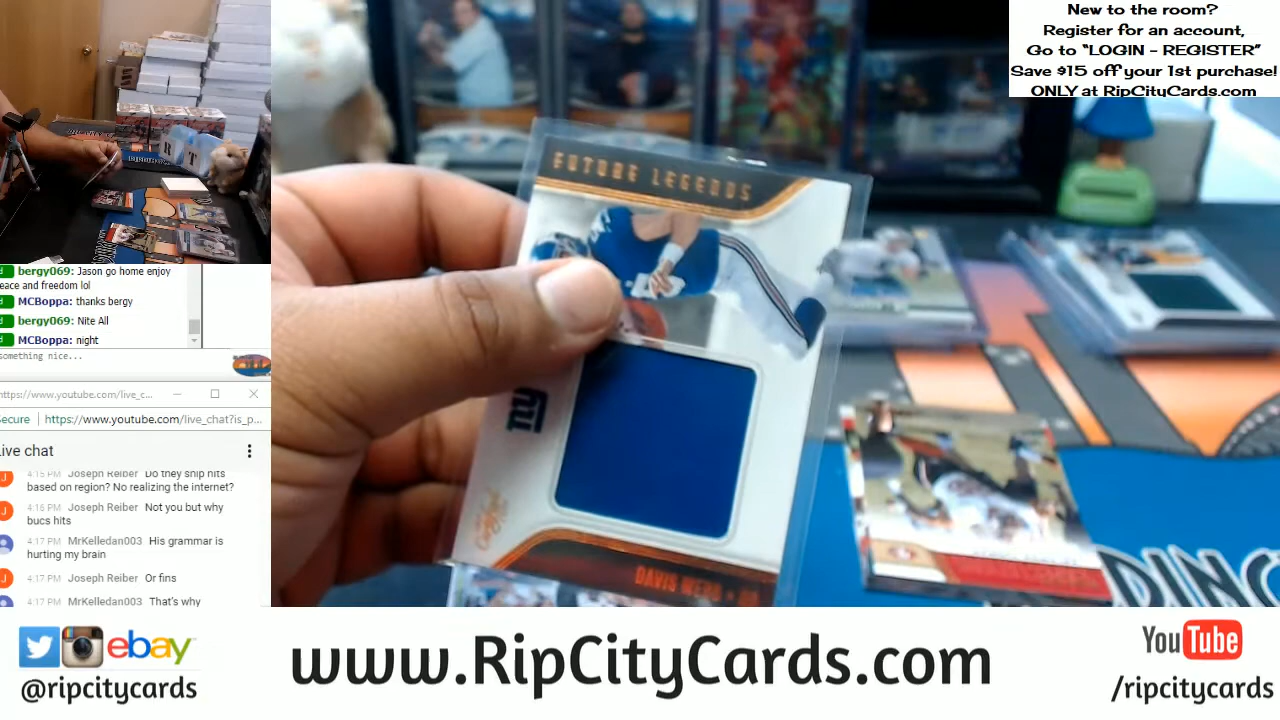 New to the room?
Register for an account,
Go to “LOGIN - REGISTER”
Save $15 off your 1st purchase!
ONLY at RipCityCards.com
FUTURE LEGENDS
ny
DAVIS WEBB
bergy069: Jason go home enjoy
eace and freedom lol
MCBoppa: thanks bergy
bergy069: Nite All
MCBoppa: night
something nice...
https://www.youtube.com/live_c...
ecure https://www.youtube.com/live_chat?is_p...
Live chat
4:15 PM Joseph Reiber Do they ship hits
based on region? No realizing the internet?
4:16 PM Joseph Reiber Not you but why
bucs hits
4:17 PM MrKelledan003 His grammar is
hurting my brain
4:17 PM Joseph Reiber Or fins
4:17 PM MrKelledan003 That's why
ebay
@ripcitycards
www.RipCityCards.com
YouTube
/ripcitycards